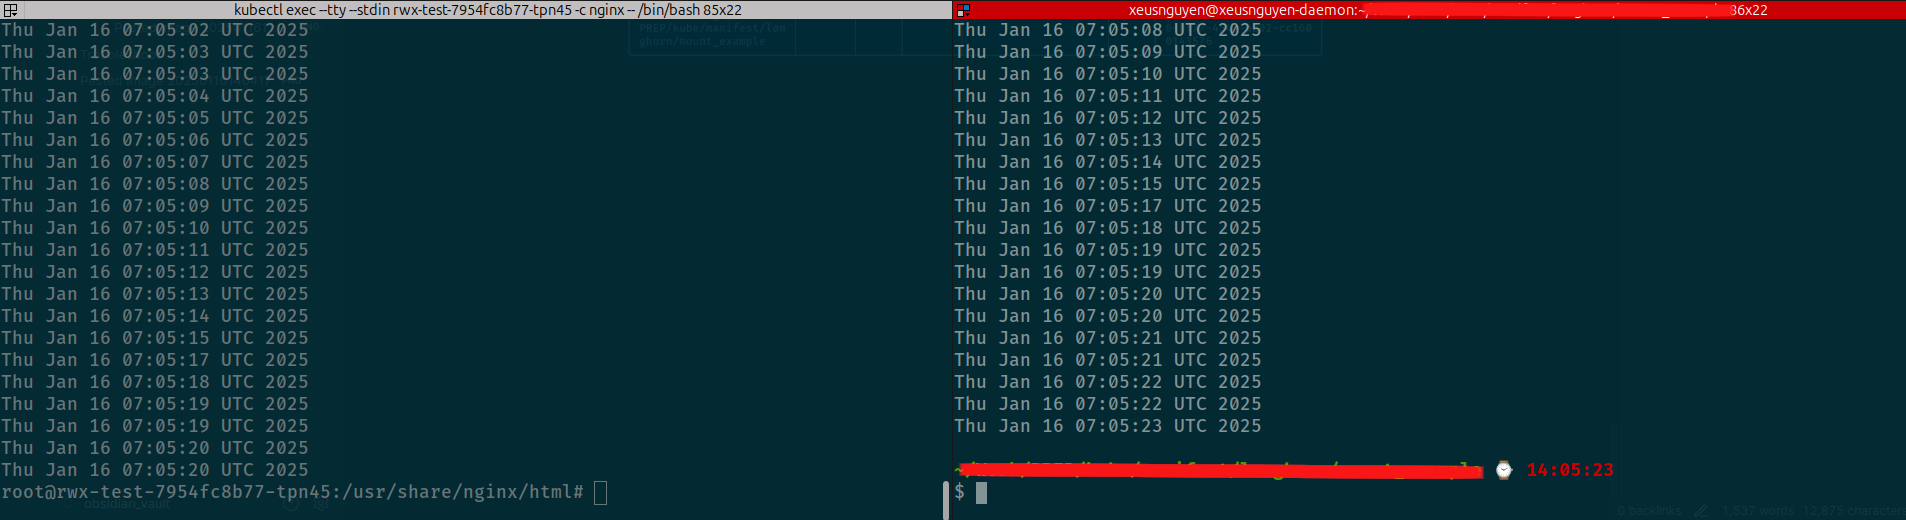 kubectl exec --tty --stdin rwx-test-7954fc8b77-tpn45 -c nginx -- /bin/bash 85x22
Thu Jan 16 07:05:02 UTC 2025
Thu Jan 16 07:05:03 UTC 2025
Thu Jan 16 07:05:03 UTC 2025
Thu Jan 16 07:05:04 UTC 2025
Thu Jan 16 07:05:05 UTC 2025
Thu Jan 16 07:05:06 UTC 2025
Thu Jan 16 07:05:07 UTC 2025
Thu Jan 16 07:05:08 UTC 2025
Thu Jan 16 07:05:09 UTC 2025
Thu Jan 16 07:05:10 UTC 2025
Thu Jan 16 07:05:11 UTC 2025
Thu Jan 16 07:05:12 UTC 2025
Thu Jan 16 07:05:13 UTC 2025
Thu Jan 16 07:05:14 UTC 2025
Thu Jan 16 07:05:15 UTC 2025
Thu Jan 16 07:05:17 UTC 2025
Thu Jan 16 07:05:18 UTC 2025
Thu Jan 16 07:05:19 UTC 2025
Thu Jan 16 07:05:19 UTC 2025
Thu Jan 16 07:05:20 UTC 2025
Thu Jan 16 07:05:20 UTC 2025
root@rwx-test-7954fc8b77-tpn45:/usr/share/nginx/html#
PREP/kube/manifest/lon
ghorn/mount_example
obsidian_vault
xeusnguyen@xeusnguyen-daemon:~ 86x22
Thu Jan 16 07:05:08 UTC 2025
Thu Jan 16 07:05:09 UTC 2025
Thu Jan 16 07:05:10 UTC 2025
Thu Jan 16 07:05:11 UTC 2025
Thu Jan 16 07:05:12 UTC 2025
Thu Jan 16 07:05:13 UTC 2025
Thu Jan 16 07:05:14 UTC 2025
Thu Jan 16 07:05:15 UTC 2025
Thu Jan 16 07:05:17 UTC 2025
Thu Jan 16 07:05:18 UTC 2025
Thu Jan 16 07:05:19 UTC 2025
Thu Jan 16 07:05:19 UTC 2025
Thu Jan 16 07:05:20 UTC 2025
Thu Jan 16 07:05:20 UTC 2025
Thu Jan 16 07:05:21 UTC 2025
Thu Jan 16 07:05:21 UTC 2025
Thu Jan 16 07:05:22 UTC 2025
Thu Jan 16 07:05:22 UTC 2025
Thu Jan 16 07:05:23 UTC 2025
~ ⌚ 14:05:23
$
0 backlinks 1,537 words 12,875 characters